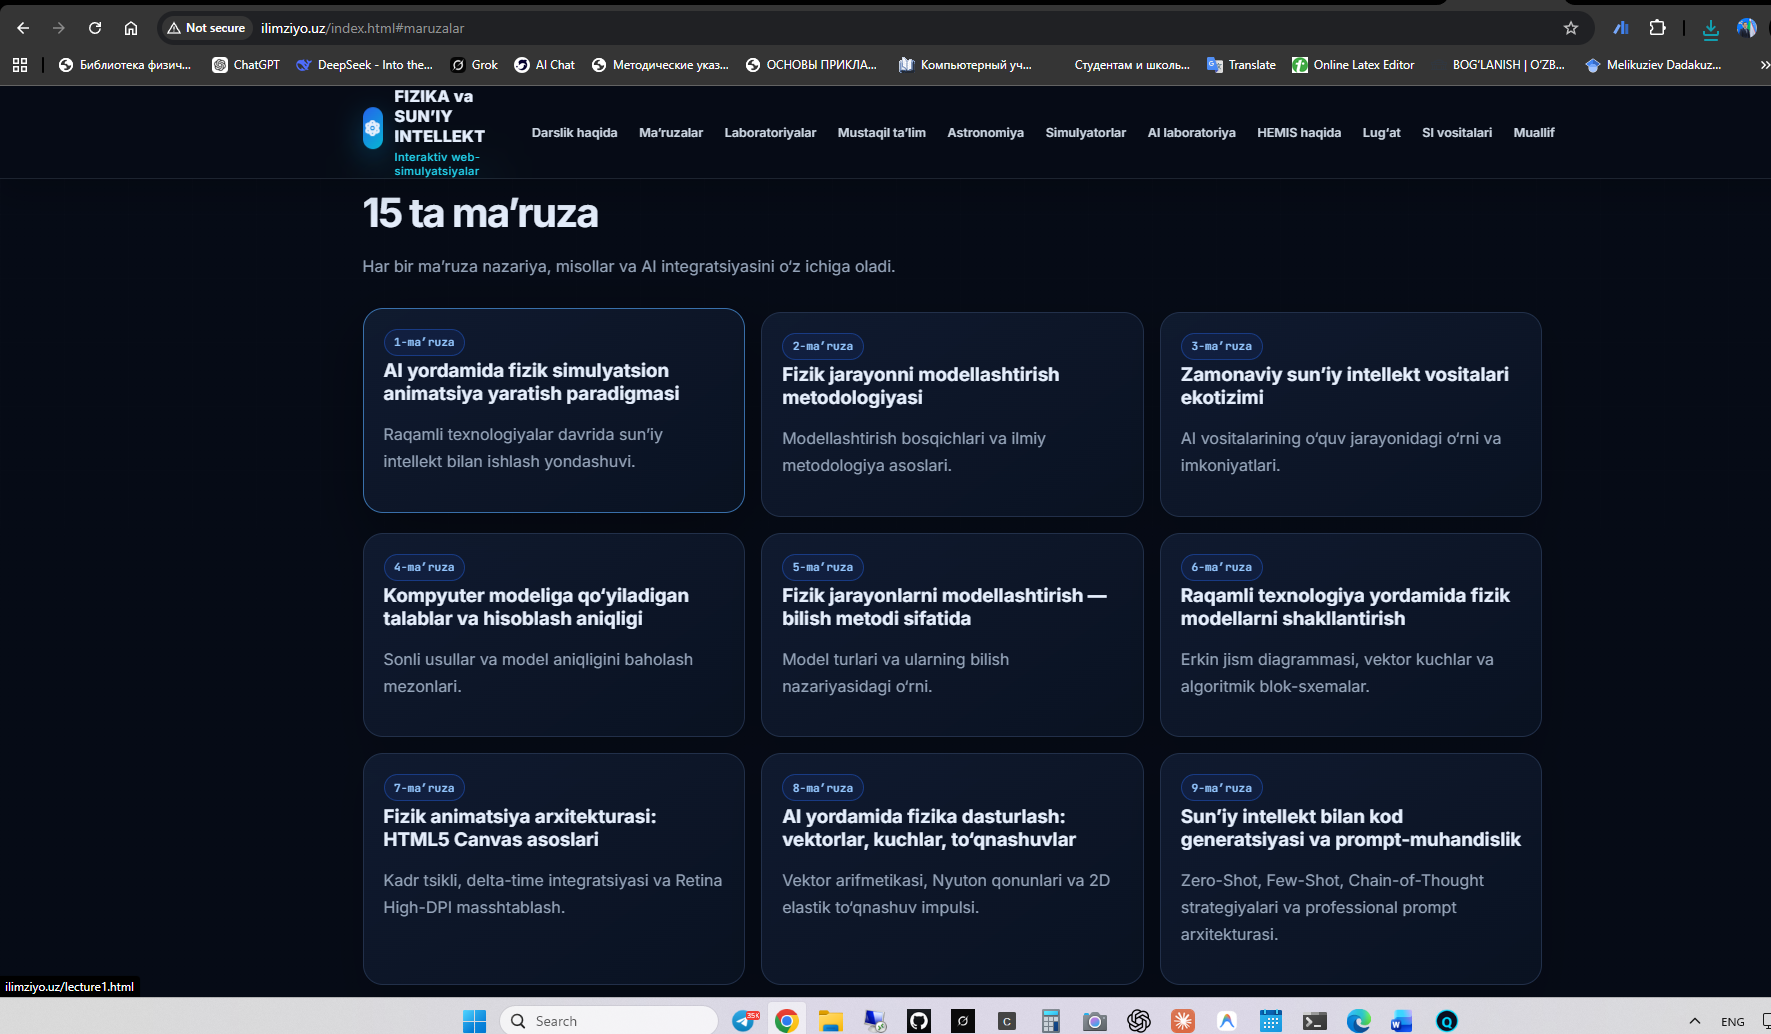 Not secure
ilimziyo.uz/index.html#maruzalar
Библиотека физич...
ChatGPT
DeepSeek - Into the...
Grok
AI Chat
Методические указ...
ОСНОВЫ ПРИКЛА...
Компьютерный уч...
Студентам и школь...
Translate
Online Latex Editor
BOG‘LANISH | O‘ZB...
Melikuziev Dadakuz...
FIZIKA va
SUN’IY
INTELLEKT
Interaktiv web-
simulyatsiyalar
Darslik haqida
Ma’ruzalar
Laboratoriyalar
Mustaqil ta’lim
Astronomiya
Simulyatorlar
AI laboratoriya
HEMIS haqida
Lug‘at
SI vositalari
Muallif
15 ta ma’ruza
Har bir ma’ruza nazariya, misollar va AI integratsiyasini o‘z ichiga oladi.
1-ma’ruza
AI yordamida fizik simulyatsion
animatsiya yaratish paradigmasi
Raqamli texnologiyalar davrida sun’iy
intellekt bilan ishlash yondashuvi.
2-ma’ruza
Fizik jarayonni modellashtirish
metodologiyasi
Modellashtirish bosqichlari va ilmiy
metodologiya asoslari.
3-ma’ruza
Zamonaviy sun’iy intellekt vositalari
ekotizimi
AI vositalarining o‘quv jarayonidagi o‘rni va
imkoniyatlari.
4-ma’ruza
Kompyuter modeliga qo‘yiladigan
talablar va hisoblash aniqligi
Sonli usullar va model aniqligini baholash
mezonlari.
5-ma’ruza
Fizik jarayonlarni modellashtirish —
bilish metodi sifatida
Model turlari va ularning bilish
nazariyasidagi o‘rni.
6-ma’ruza
Raqamli texnologiya yordamida fizik
modellarni shakllantirish
Erkin jism diagrammasi, vektor kuchlar va
algoritmik blok-sxemalar.
7-ma’ruza
Fizik animatsiya arxitekturasi:
HTML5 Canvas asoslari
Kadr tsikli, delta-time integratsiyasi va Retina
High-DPI masshtablash.
8-ma’ruza
AI yordamida fizika dasturlash:
vektorlar, kuchlar, to‘qnashuvlar
Vektor arifmetikasi, Nyuton qonunlari va 2D
elastik to‘qnashuv impulsi.
9-ma’ruza
Sun’iy intellekt bilan kod
generatsiyasi va prompt-muhandislik
Zero-Shot, Few-Shot, Chain-of-Thought
strategiyalari va professional prompt
arxitekturasi.
ilimziyo.uz/lecture1.html
Search
35K
ENG